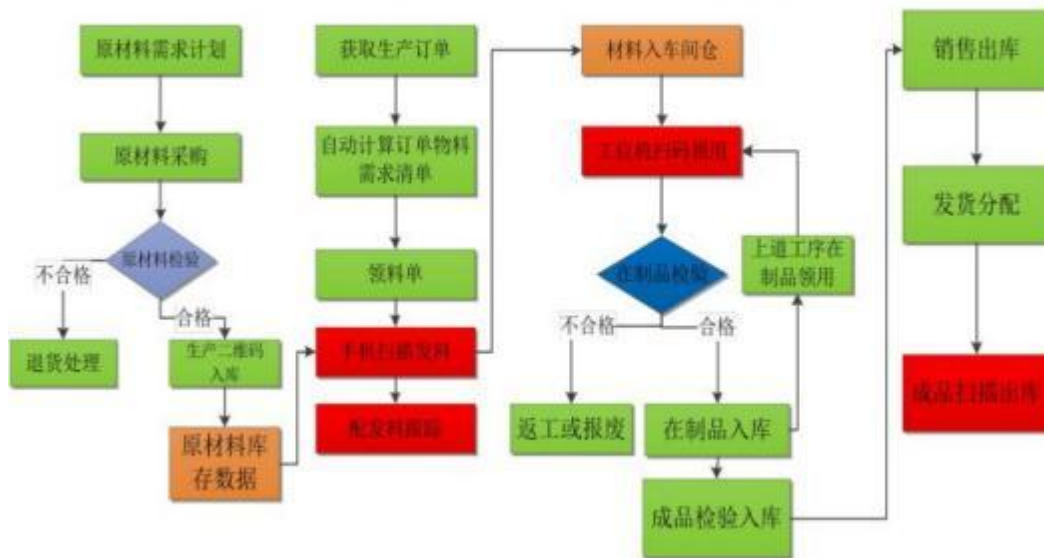 原材料需求计划
原材料采购
原材料检验
不合格
合格
退货处理
生产二维码
入库
原材料库
存数据
获取生产订单
自动计算订单物料
需求清单
领料单
手机扫描发料
配发料跟踪
材料入车间仓
工位机扫码领用
在制品检验
不合格
合格
上道工序在
制品领用
返工或报废
在制品入库
成品检验入库
销售出库
发货分配
成品扫描出库